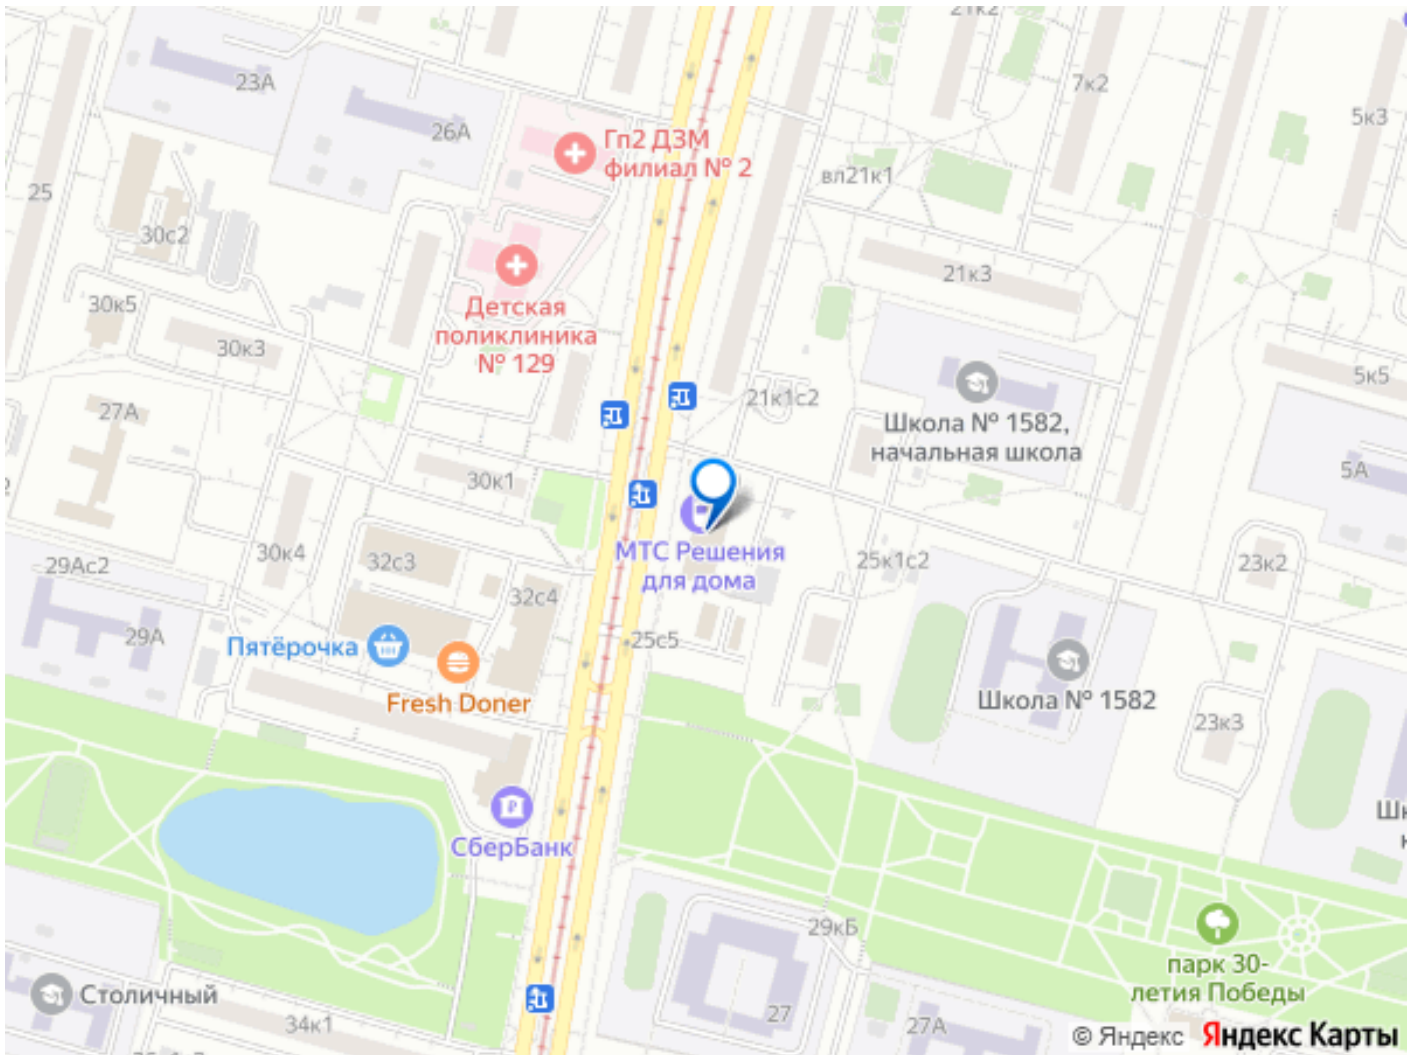 21к2
23А
26А
7к2
5к3
Гп2 ДЗМ
филиал № 2
вл21к1
25
30с2
21к3
Детская
поликлиника
№ 129
30к5
30к3
5к5
21к1с2
27А
Школа № 1582,
начальная школа
5А
30к1
МТС Решения
для дома
30к4
32с3
25к1с2
23к2
29Ас2
32с4
29А
Пятёрочка
25с5
Fresh Doner
Школа № 1582
23к3
СберБанк
29кБ
парк 30-
летия Победы
Столичный
34к1
27
27А
© Яндекс Яндекс Карты